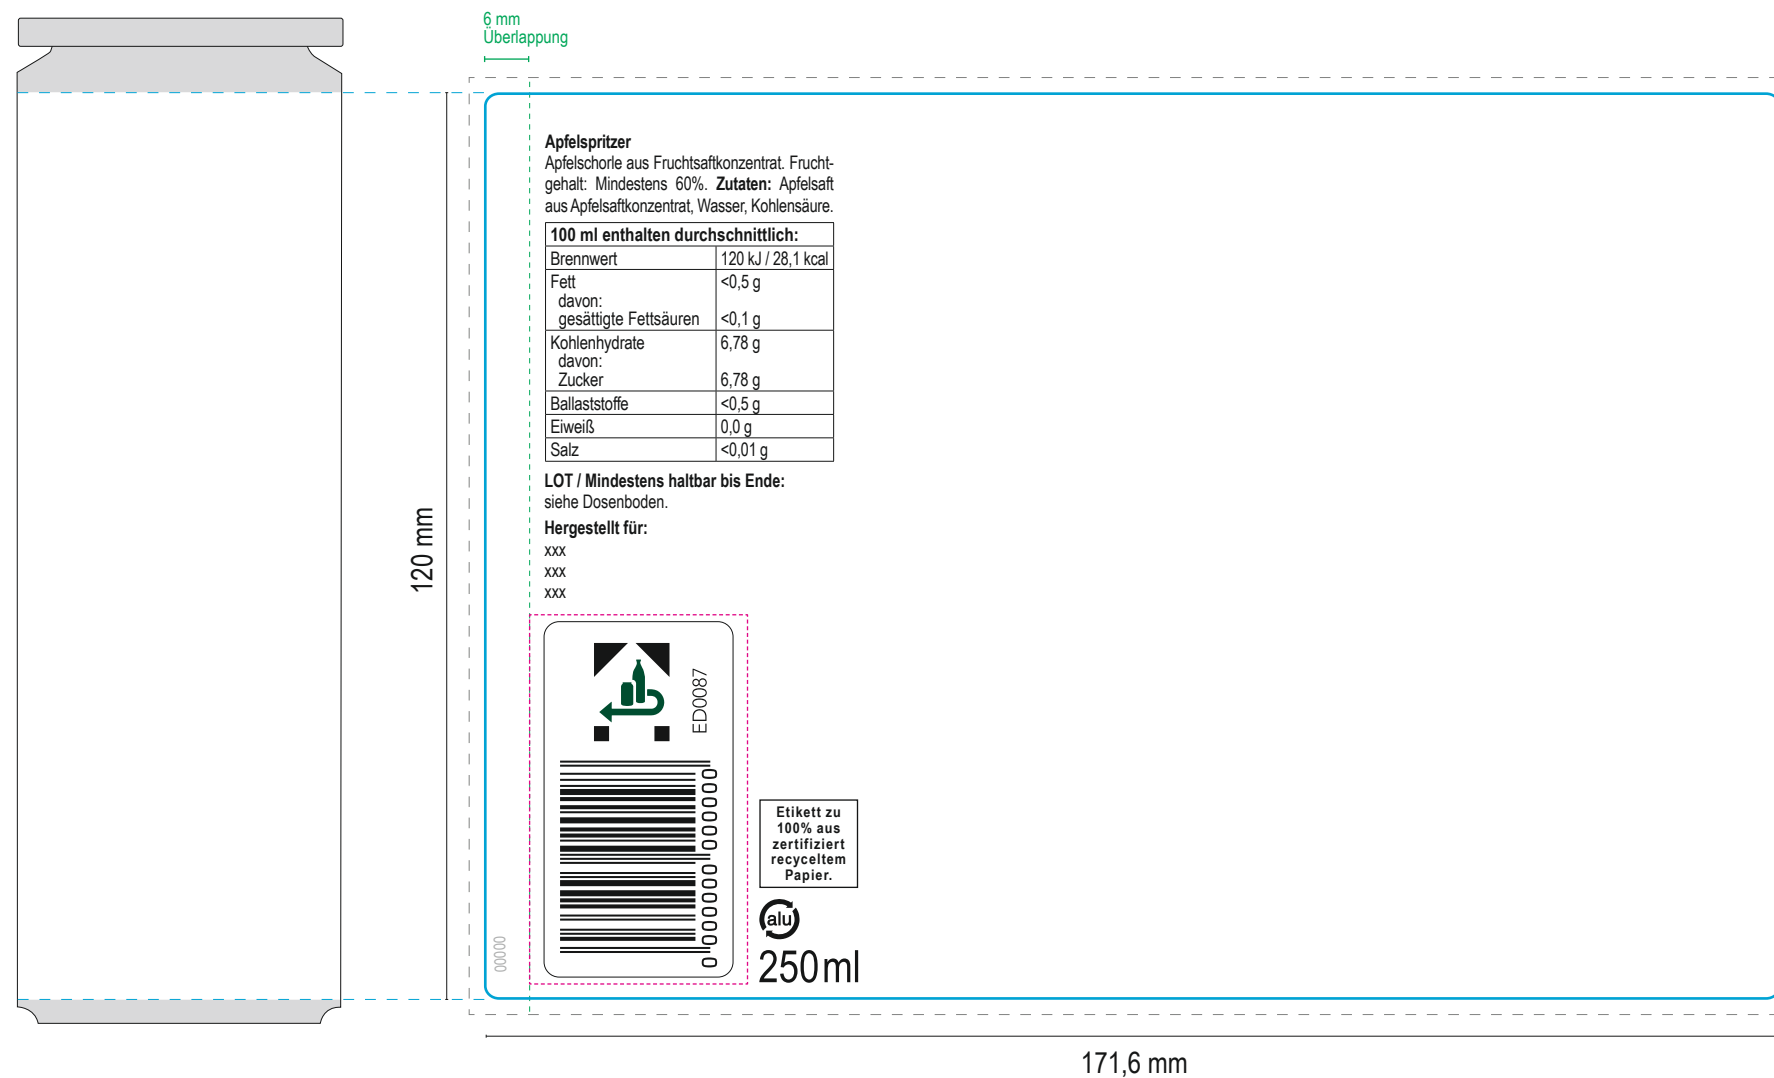 6 mm
Überlappung
Apfelspritzer
Apfelschorle aus Fruchtsaftkonzentrat. Frucht-
gehalt: Mindestens 60%. Zutaten: Apfelsaft
aus Apfelsaftkonzentrat, Wasser, Kohlensäure.
100 ml enthalten durchschnittlich:
Brennwert 120 kJ / 28,1 kcal
Fett <0,5 g
davon:
gesättigte Fettsäuren <0,1 g
Kohlenhydrate 6,78 g
davon:
Zucker 6,78 g
Ballaststoffe <0,5 g
Eiweiß 0,0 g
Salz <0,01 g
LOT / Mindestens haltbar bis Ende:
siehe Dosenboden.
Hergestellt für:
xxx
xxx
xxx
120 mm
ED0087
0 000000 000000
Etikett zu
100% aus
zertifiziert
recyceltem
Papier.
alu
250 ml
00000
171,6 mm